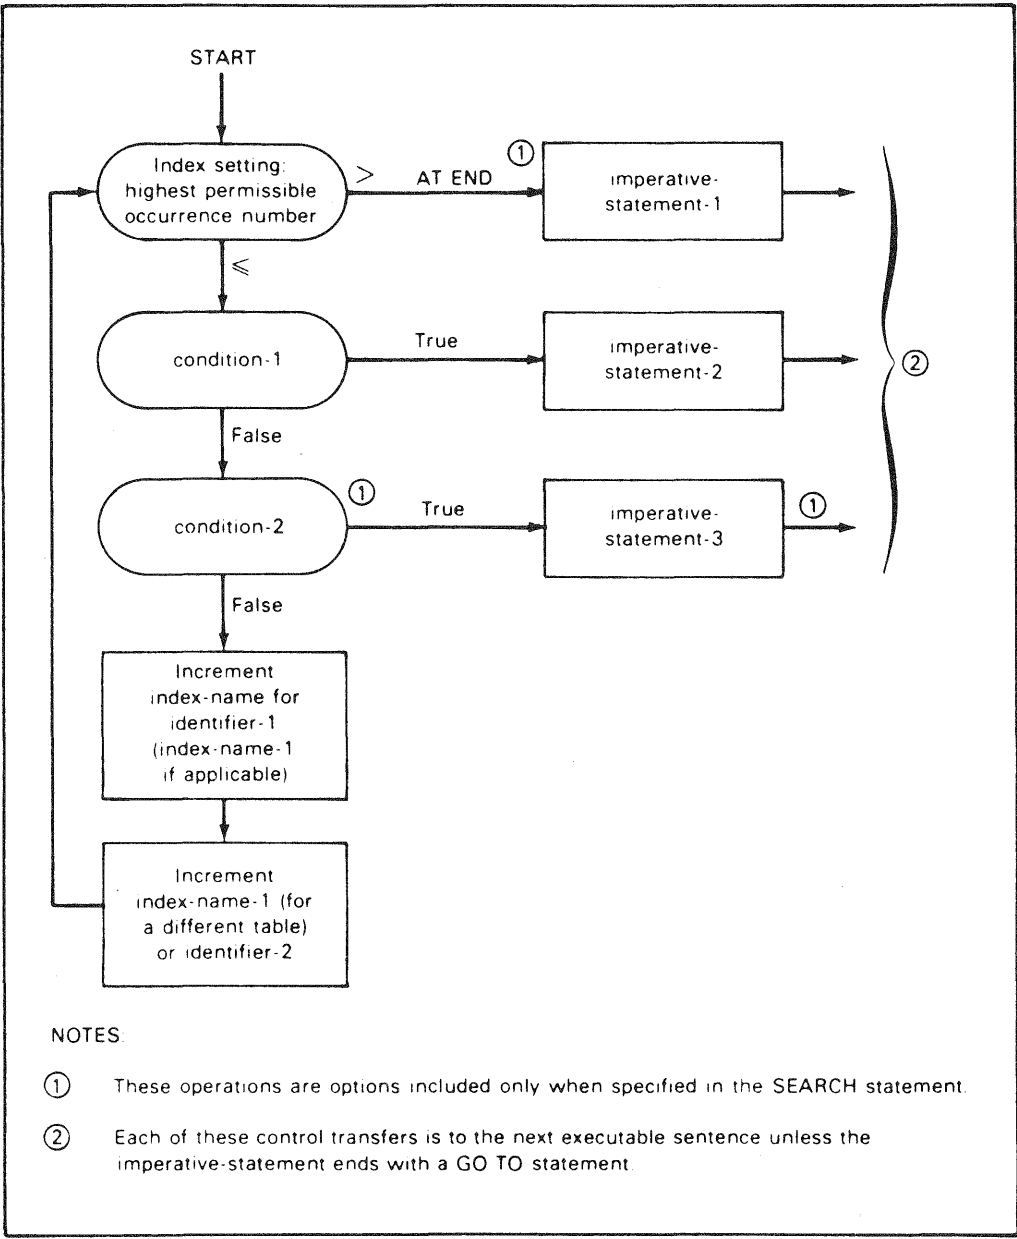 START
Index setting:
highest permissible
occurrence number
>
AT END
①
imperative-
statement-1
≤
condition-1
True
imperative-
statement-2
②
False
condition-2
①
True
imperative-
statement-3
①
False
Increment
index-name for
identifier-1
(index-name-1
if applicable)
Increment
index-name-1 (for
a different table)
or identifier-2
NOTES:
① These operations are options included only when specified in the SEARCH statement.
② Each of these control transfers is to the next executable sentence unless the
imperative-statement ends with a GO TO statement.